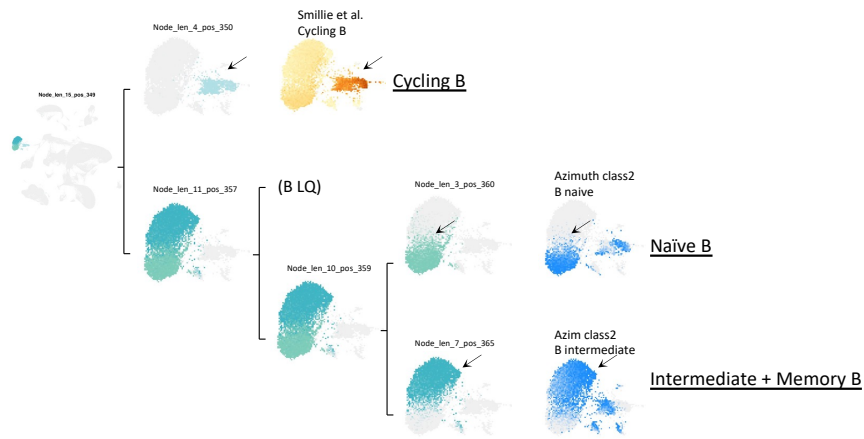 Node_len_4_pos_350
Smillie et al.
Cycling B
Cycling B
Node_len_15_pos_349
Node_len_11_pos_357
(B LQ)
Node_len_3_pos_360
Azimuth class2
B naive
Naïve B
Node_len_10_pos_359
Node_len_7_pos_365
Azim class2
B intermediate
Intermediate + Memory B